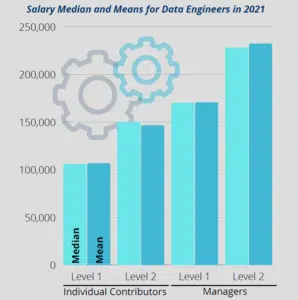 Salary Median and Means for Data Engineers in 2021
250,000
200,000
150,000
100,000
50,000
0
Median
Mean
Level 1
Level 2
Level 1
Level 2
Individual Contributors
Managers